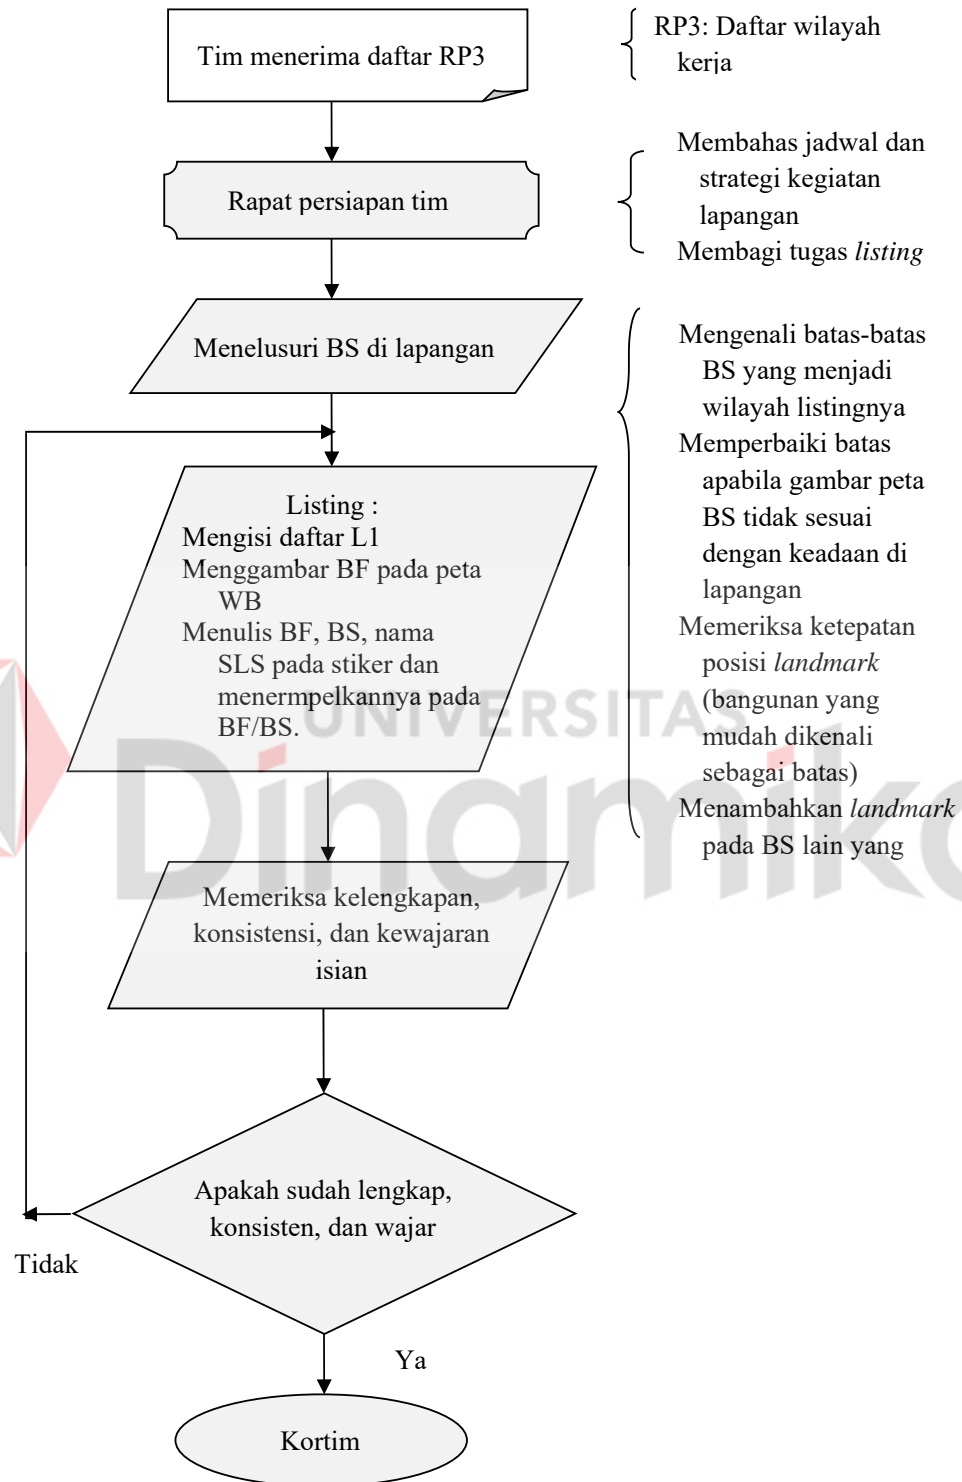 Tim menerima daftar RP3
RP3: Daftar wilayah
kerja
Rapat persiapan tim
Membahas jadwal dan
strategi kegiatan
lapangan
Membagi tugas listing
Menelusuri BS di lapangan
Mengenali batas-batas
BS yang menjadi
wilayah listingnya
Memperbaiki batas
apabila gambar peta
BS tidak sesuai
dengan keadaan di
lapangan
Memeriksa ketepatan
posisi landmark
(bangunan yang
mudah dikenali
sebagai batas)
Menambahkan landmark
pada BS lain yang
Listing :
Mengisi daftar L1
Menggambar BF pada peta
WB
Menulis BF, BS, nama
SLS pada stiker dan
menermpelkannya pada
BF/BS.
UNIVERSITAS
Dinamika
Memeriksa kelengkapan,
konsistensi, dan kewajaran
isian
Apakah sudah lengkap,
konsisten, dan wajar
Tidak
Ya
Kortim